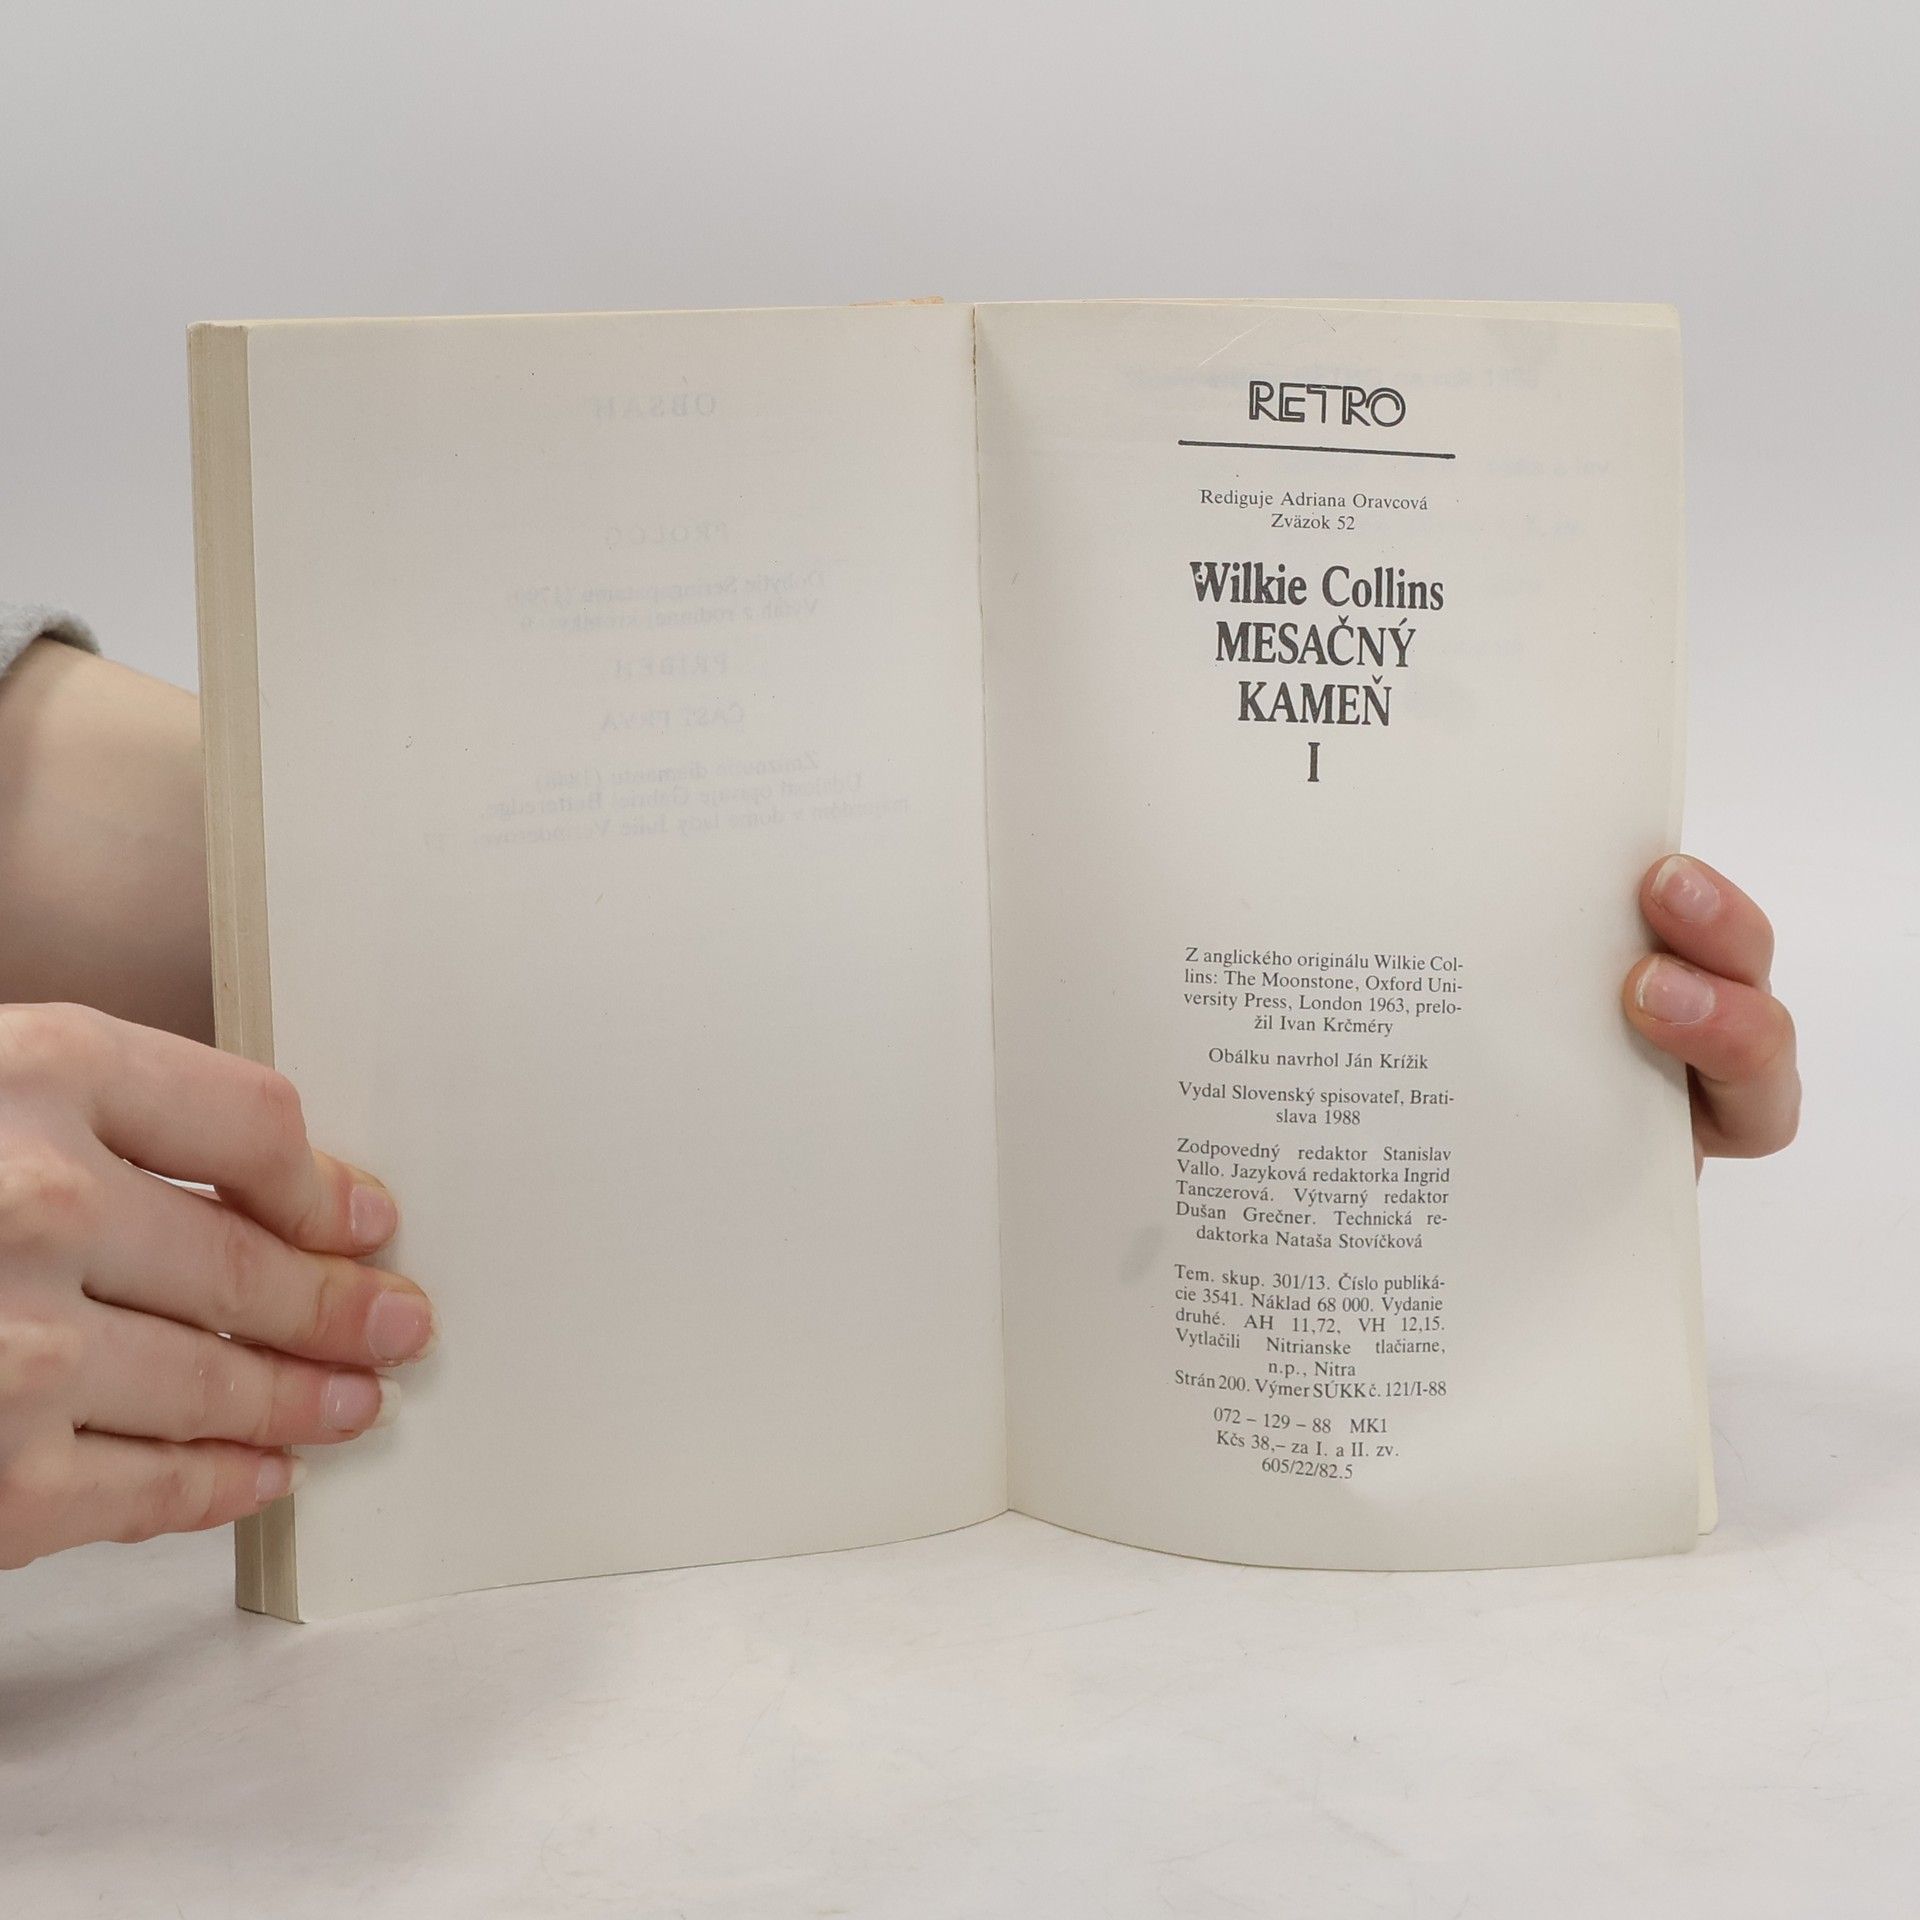 RETRO
Rediguje Adriana Oravcová
Zväzok 52
Wilkie Collins
MESAČNÝ
KAMEŇ
I
Z anglického originálu Wilkie Col-
lins: The Moonstone, Oxford Uni-
versity Press, London 1963, prelo-
žil Ivan Krčméry
Obálku navrhol Ján Krížik
Vydal Slovenský spisovateľ, Brati-
slava 1988
Zodpovedný redaktor Stanislav
Vallo. Jazyková redaktorka Ingrid
Tanczerová. Výtvarný redaktor
Dušan Grečner. Technická re-
daktorka Nataša Stovíčková
Tem. skup. 301/13. Číslo publiká-
cie 3541. Náklad 68 000. Vydanie
druhé. AH 11,72, VH 12,15.
Vytlačili Nitrianske tlačiarne,
n.p., Nitra
Strán 200. Výmer SÚKK č. 121/I-88
072 – 129 – 88 MK1
Kčs 38,– za I. a II. zv.
605/22/82.5